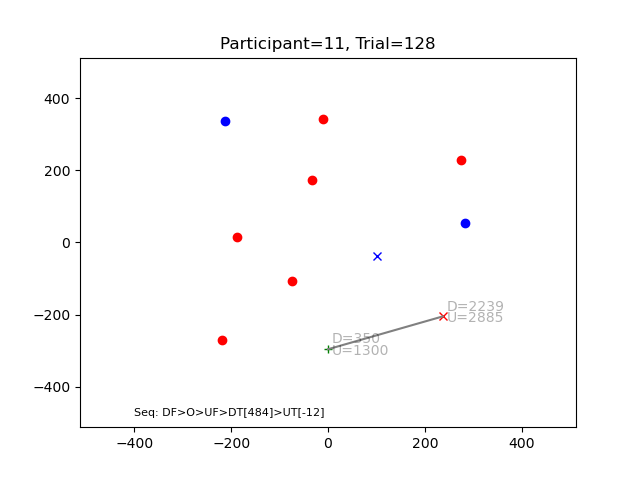 Participant=11, Trial=128
400
200
0
−200
−400
D=2239
U=2885
D=350
U=1300
Seq: DF>O>UF>DT[484]>UT[-12]
−400 −200 0 200 400